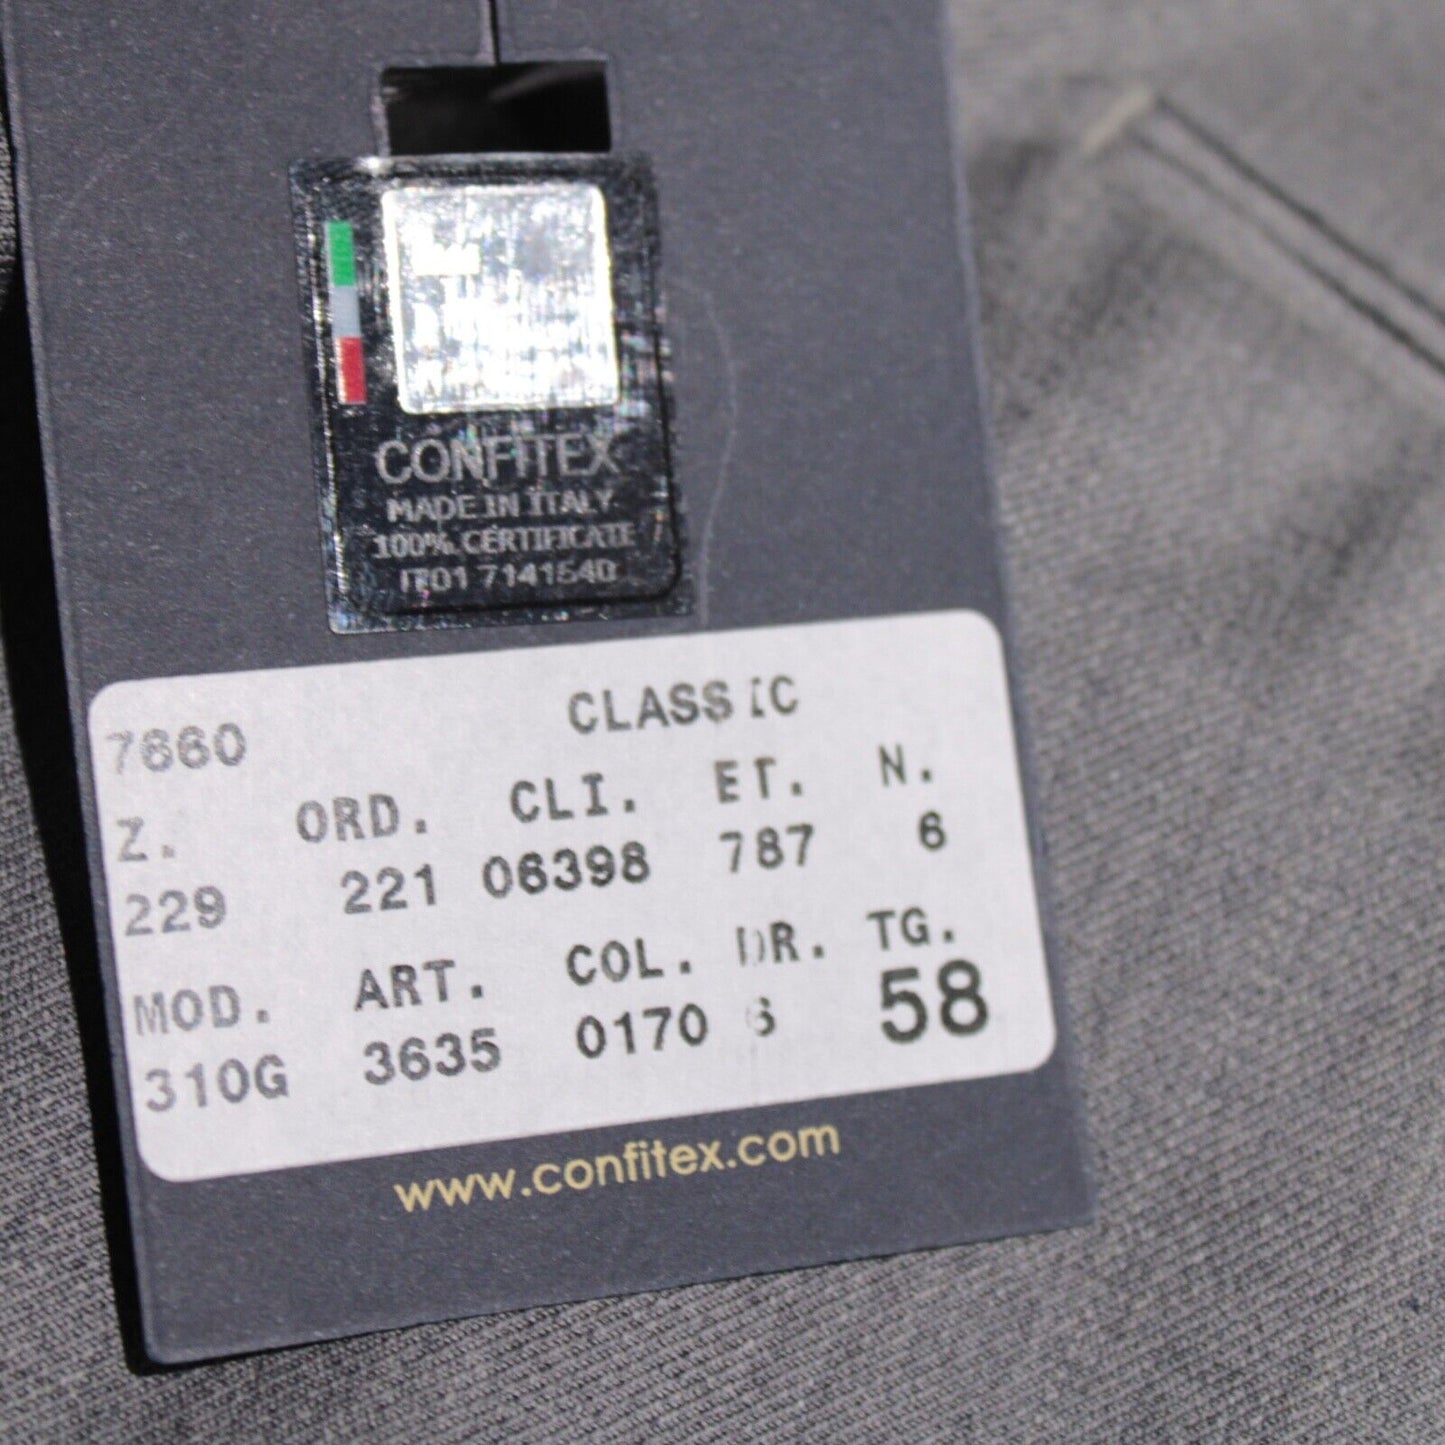 CONFITEX
MADE IN ITALY
100% CERTIFICATE
IT01 7141540
7660 CLASSIC
Z. ORD. CLI. ET. N.
229 221 06398 787 6
MOD. ART. COL. DR. TG.
310G 3635 0170 6 58
www.confitex.com